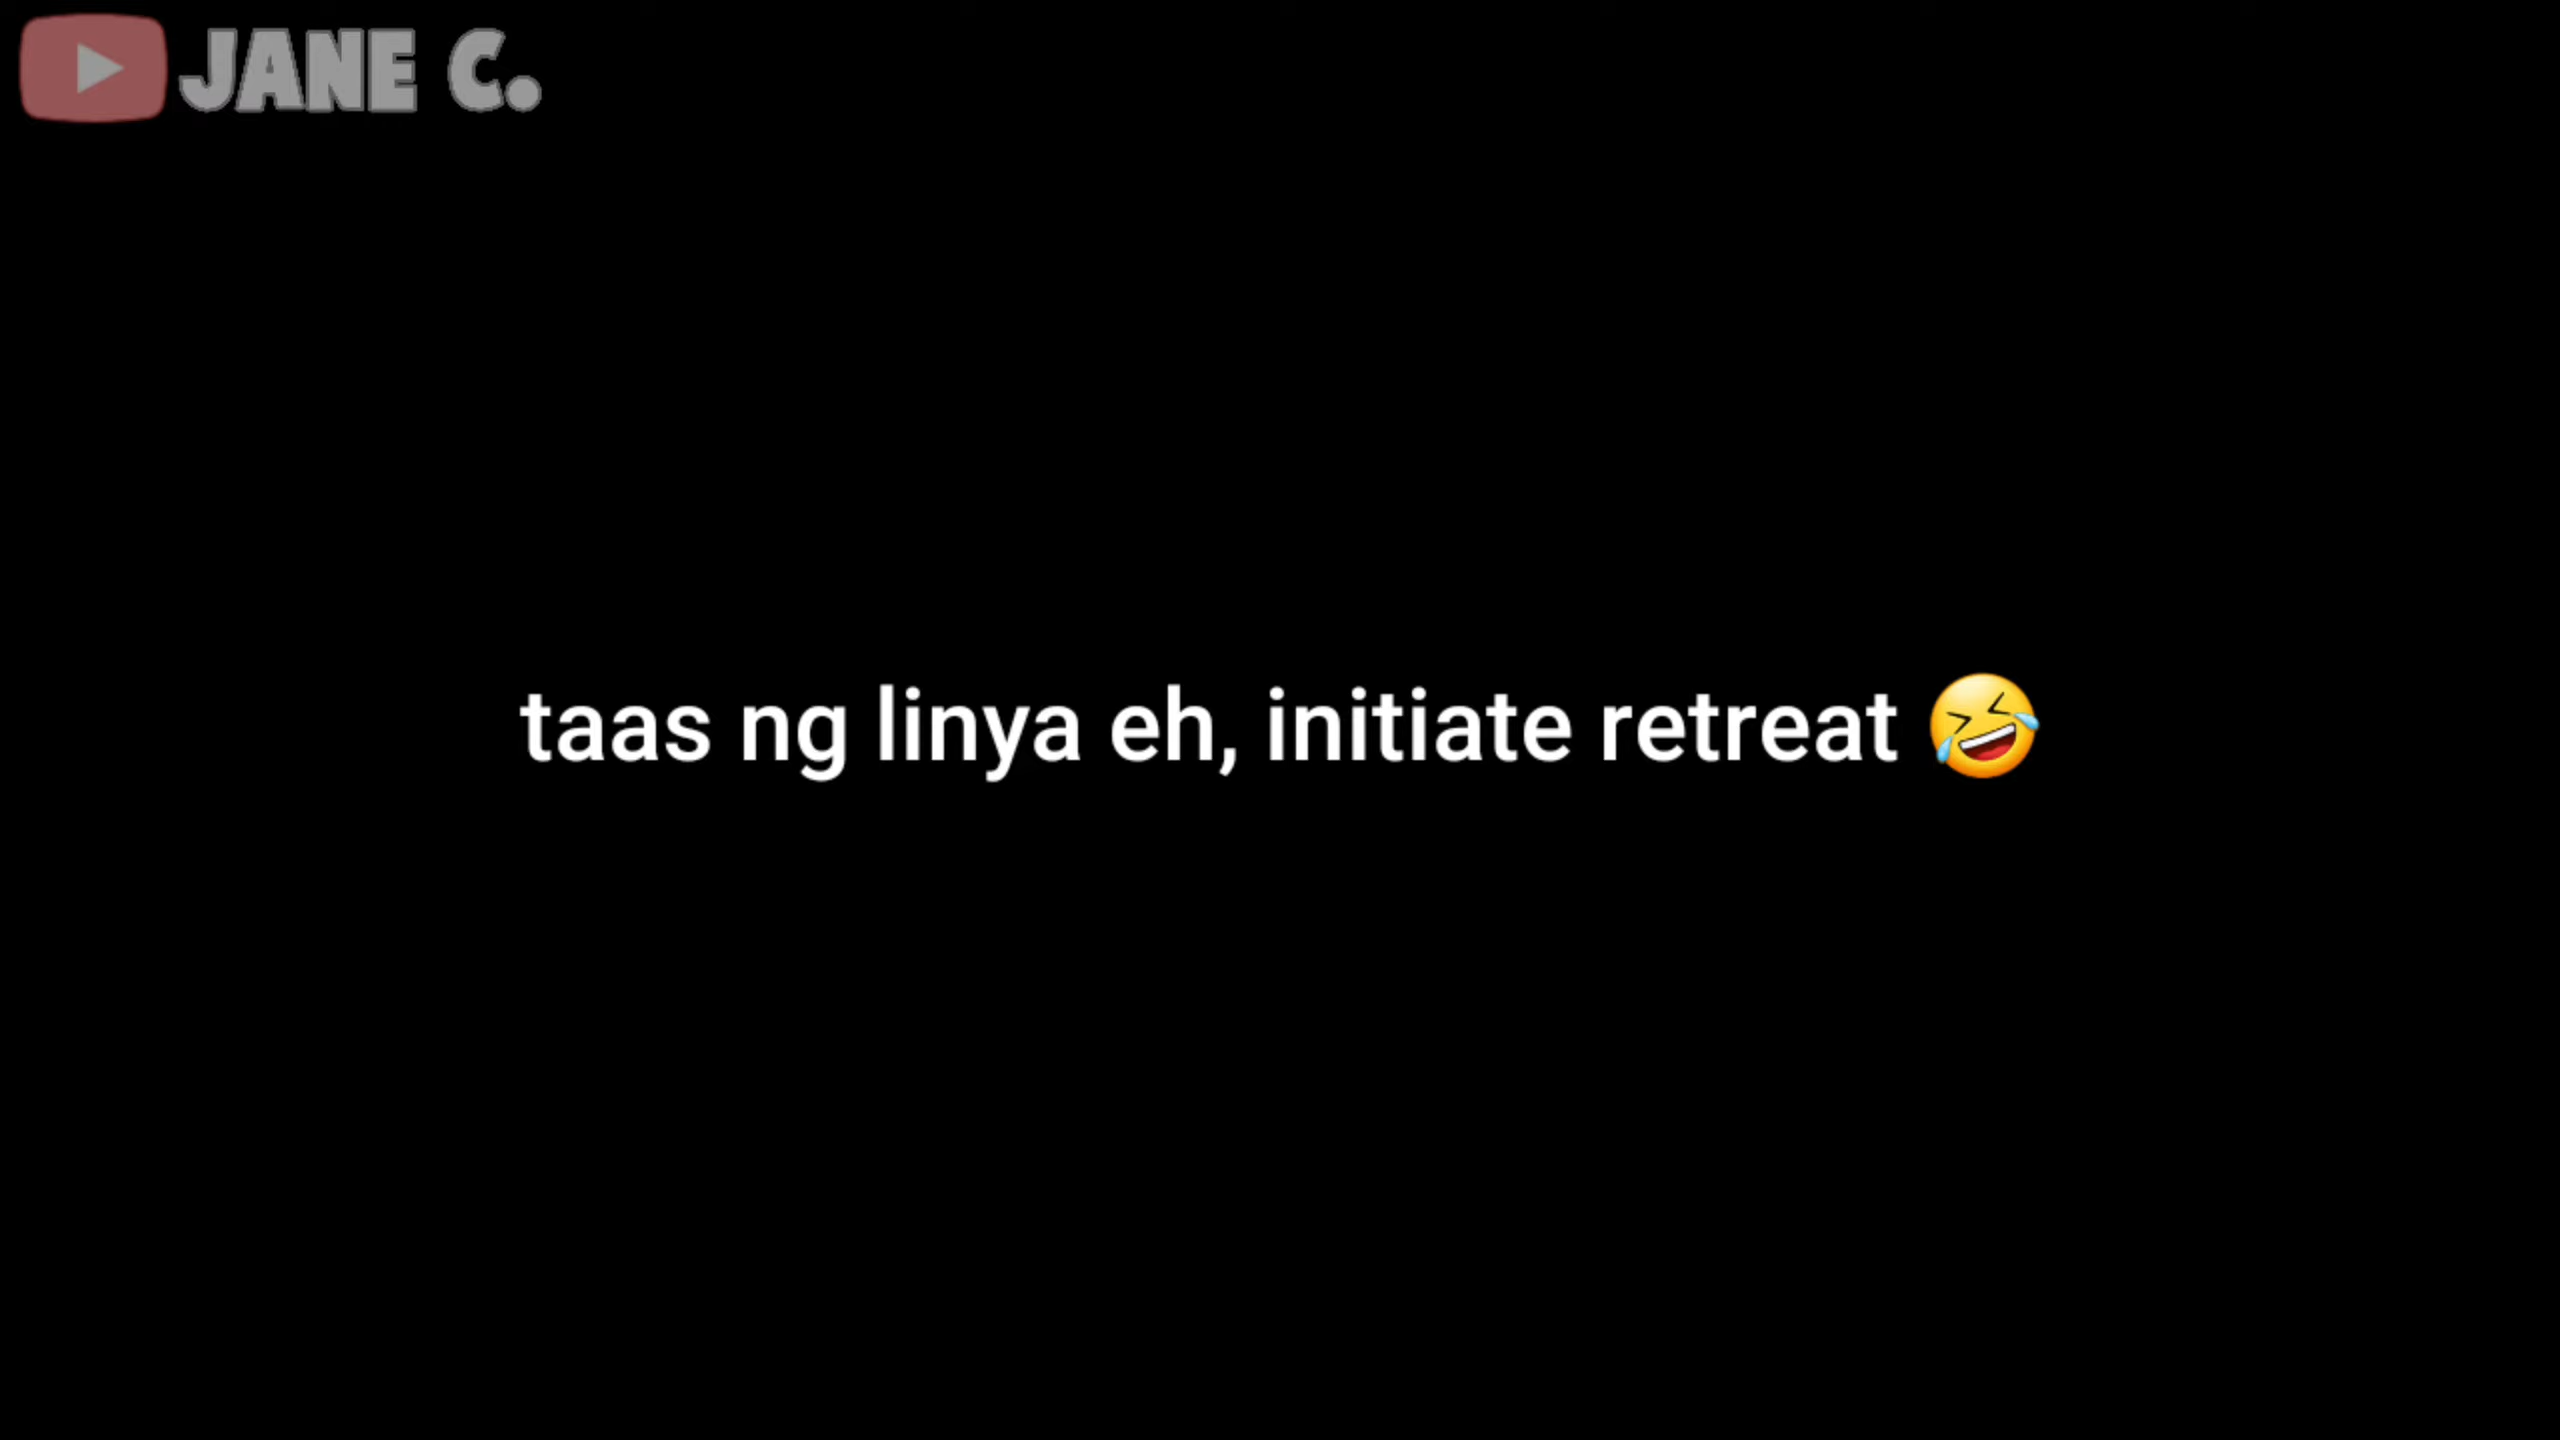 JANE C.
taas ng linya eh, initiate retreat 🤣